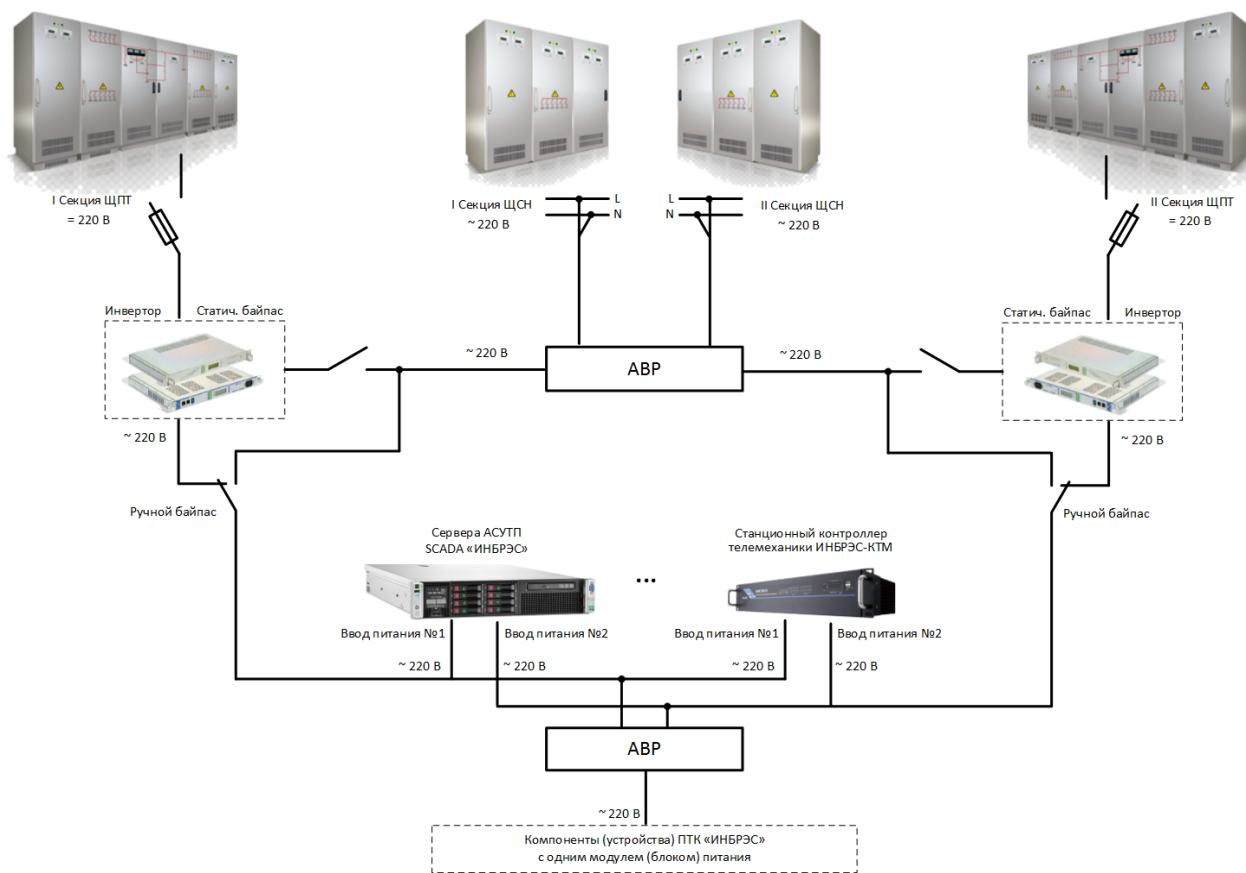 I Секция ЩПТ
= 220 В
I Секция ЩСН
~ 220 В
L
N
L
N
II Секция ЩСН
~ 220 В
II Секция ЩПТ
= 220 В
Инвертор
Статич. байпас
~ 220 В
АВР
~ 220 В
Статич. байпас
Инвертор
~ 220 В
~ 220 В
Ручной байпас
Ручной байпас
Сервера АСУТП
SCADA «ИНБРЭС»
...
Станционный контроллер
телемеханики ИНБРЭС-КТМ
Ввод питания №1
Ввод питания №2
Ввод питания №1
Ввод питания №2
~ 220 В
~ 220 В
~ 220 В
~ 220 В
АВР
~ 220 В
Компоненты (устройства) ПТК «ИНБРЭС»
с одним модулем (блоком) питания